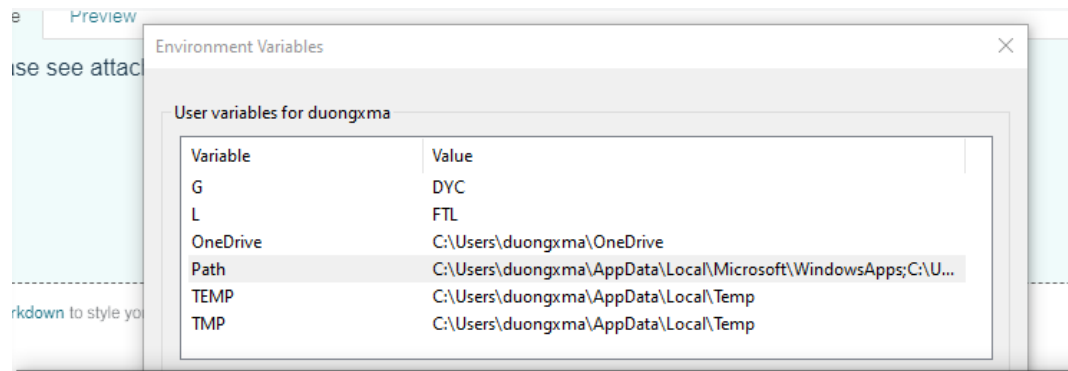 Preview
Environment Variables
see attac
User variables for duongxma
Variable Value
G DYC
L FTL
OneDrive C:\Users\duongxma\OneDrive
Path C:\Users\duongxma\AppData\Local\Microsoft\WindowsApps;C:\U...
TEMP C:\Users\duongxma\AppData\Local\Temp
rkdown to style yo
TMP C:\Users\duongxma\AppData\Local\Temp